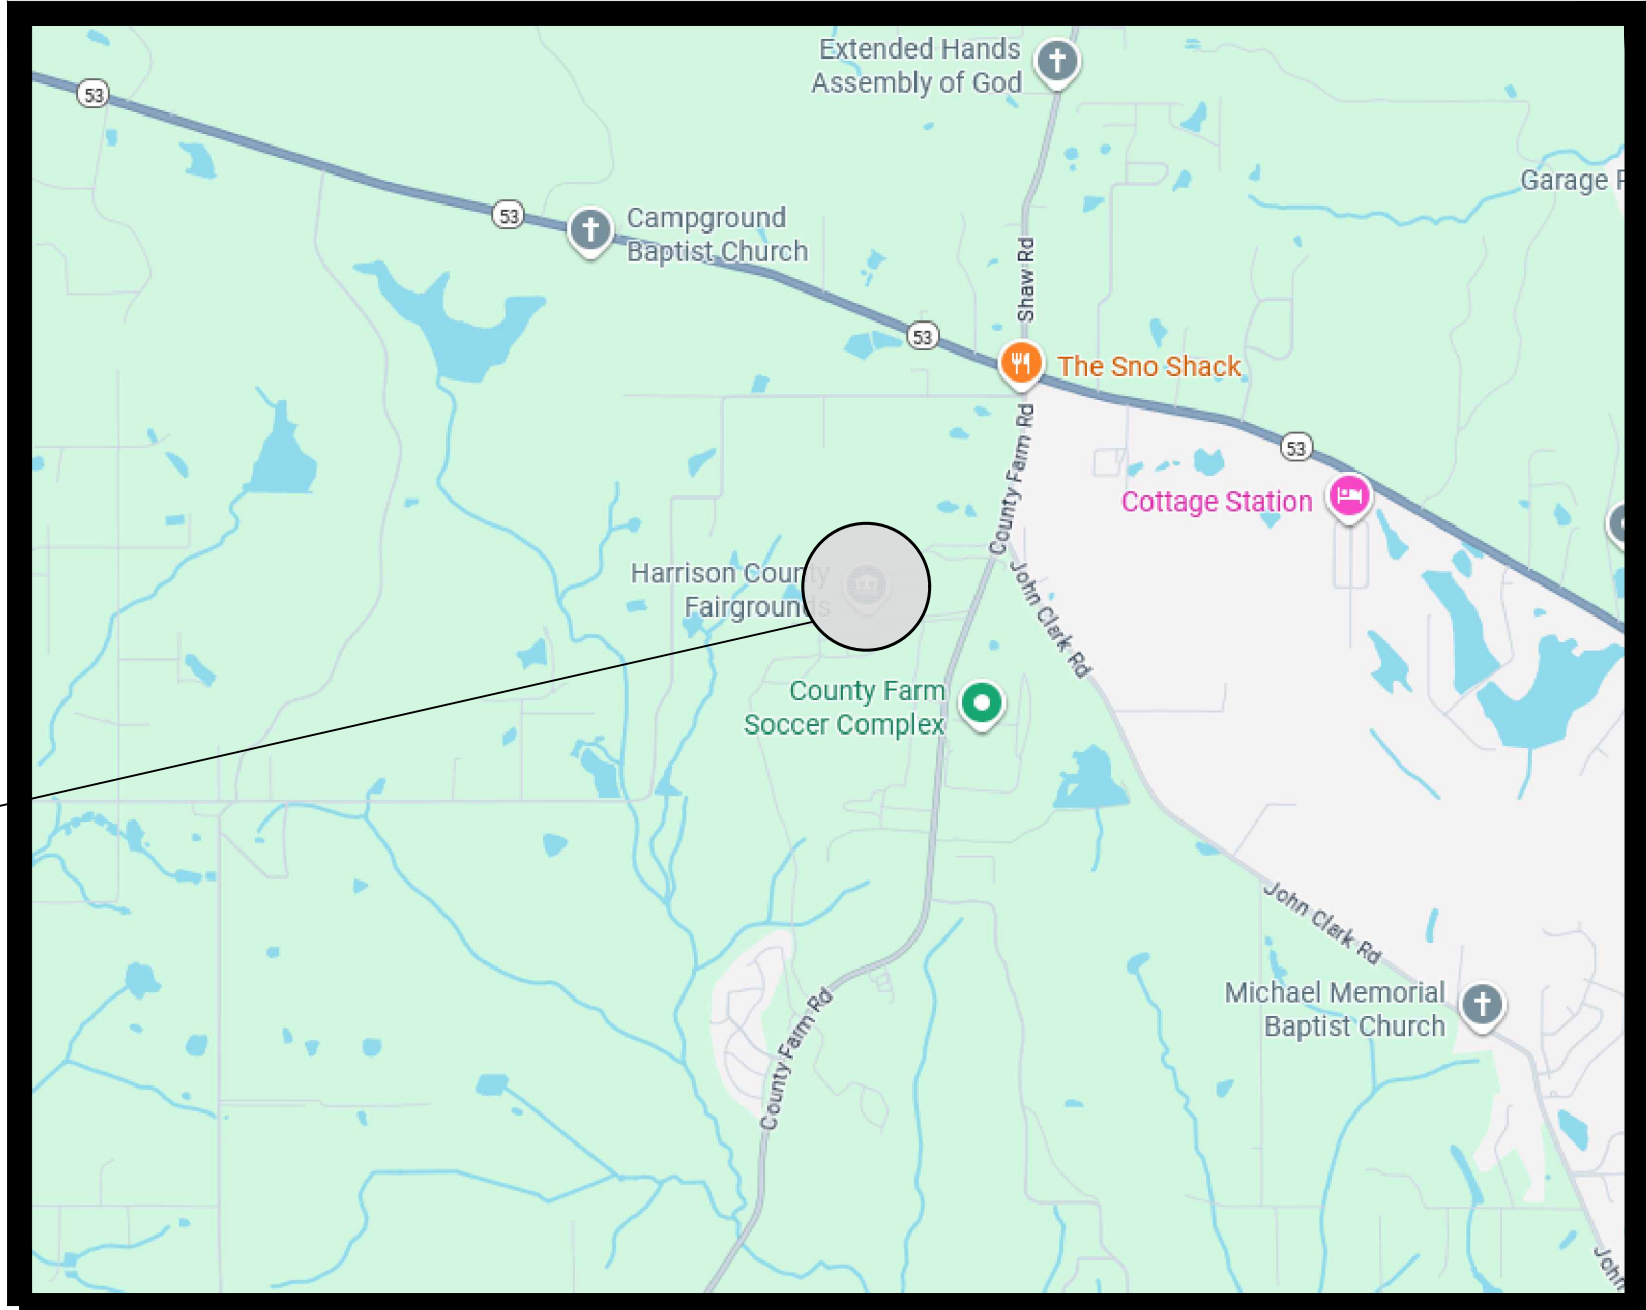 Extended Hands
Assembly of God
53
Garage
53
Campground
Baptist Church
Shaw Rd
53
The Sno Shack
County Farm Rd
53
Cottage Station
Harrison County
Fairgrounds
John Clark Rd
County Farm
Soccer Complex
John Clark Rd
Michael Memorial
Baptist Church
County Farm Rd
John